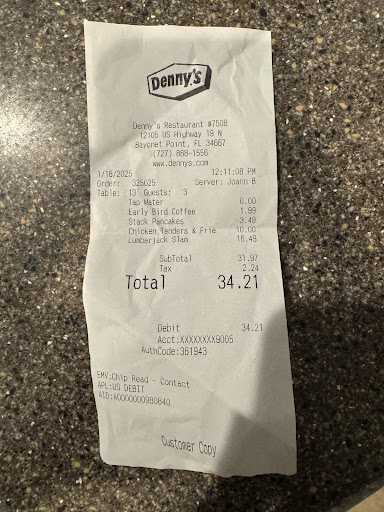 Denny's
Denny's Restaurant #7508
12105 US Highway 19 N
Bayonet Point, FL 34667
(727) 868-1556
www.dennys.com
1/18/2025 12:11:08 PM
Order: 325025 Server: Joann B
Table: 13 Guests: 3
Tap Water 0.00
Early Bird Coffee 1.99
Stack Pancakes 3.49
Chicken Tenders & Frie 10.00
Lumberjack Slam 16.49
SubTotal 31.97
Tax 2.24
Total 34.21
Debit 34.21
Acct:XXXXXXXX9005
AuthCode:361943
EMV:Chip Read - Contact
APL:US DEBIT
AID:A0000000980840
Customer Copy